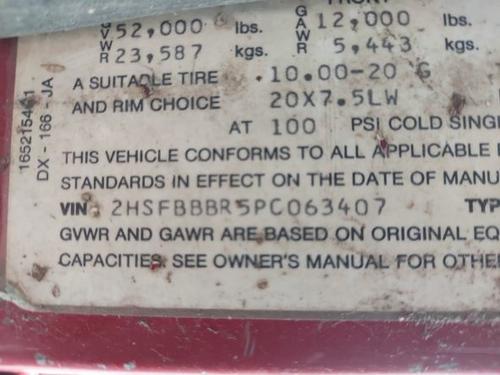 FRONT
GVWR 52,000 lbs. GAWR 12,000 lbs.
23,587 kgs. 5,443 kgs.
A SUITABLE TIRE 10.00-20 G
AND RIM CHOICE 20X7.5LW
AT 100 PSI COLD SING
THIS VEHICLE CONFORMS TO ALL APPLICABLE
STANDARDS IN EFFECT ON THE DATE OF MANU
VIN 2HSFBBBR5PC063407 TYP
GVWR AND GAWR ARE BASED ON ORIGINAL EQ
CAPACITIES. SEE OWNER'S MANUAL FOR OTHE
DX - 166 - JA